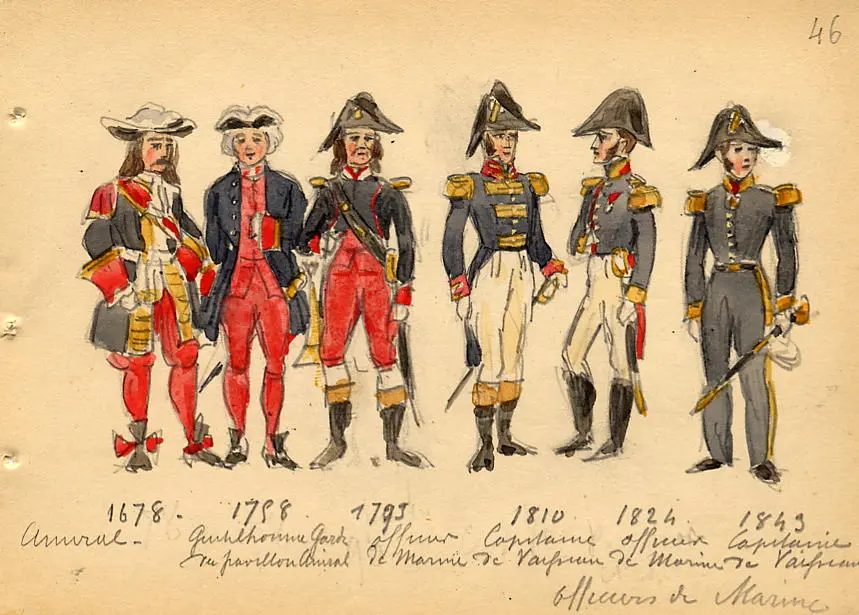 46
1678. 1758 1793 1810 1824 1843
Amiral. Gentilhomme Garde officier Capitaine officier Capitaine
du pavillon Amiral de Marine de Vaisseau de Marine de Vaisseau
officiers de Marine